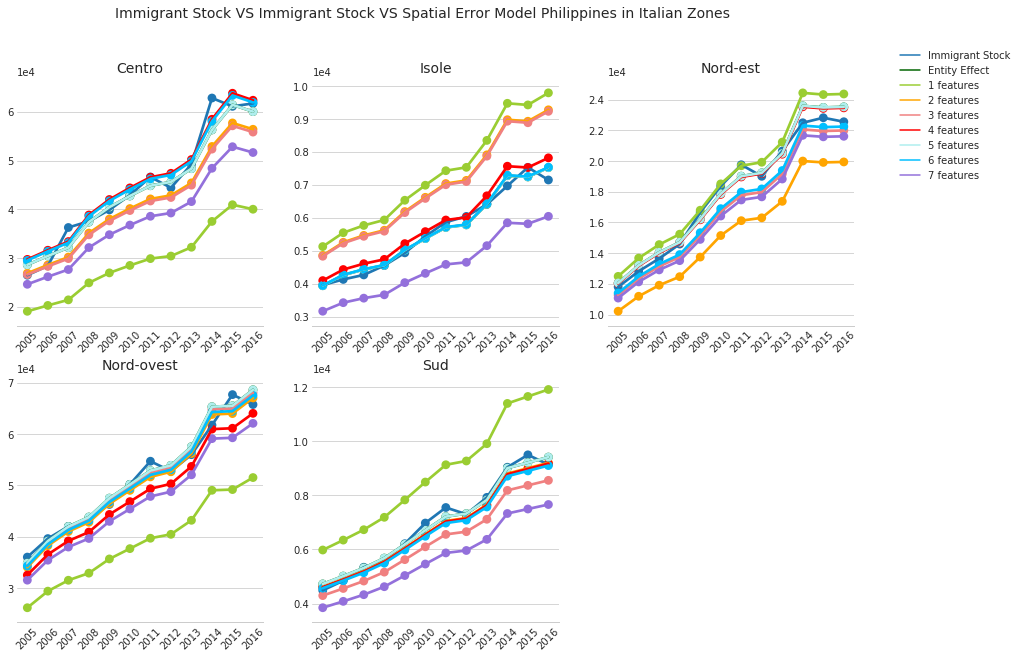 Immigrant Stock VS Immigrant Stock VS Spatial Error Model Philippines in Italian Zones
Immigrant Stock
Entity Effect
1 features
2 features
3 features
4 features
5 features
6 features
7 features
Centro
1e4
6
5
4
3
2
2005 2006 2007 2008 2009 2010 2011 2012 2013 2014 2015 2016
Isole
1e4
1.0
0.9
0.8
0.7
0.6
0.5
0.4
0.3
2005 2006 2007 2008 2009 2010 2011 2012 2013 2014 2015 2016
Nord-est
1e4
2.4
2.2
2.0
1.8
1.6
1.4
1.2
1.0
2005 2006 2007 2008 2009 2010 2011 2012 2013 2014 2015 2016
Nord-ovest
1e4
7
6
5
4
3
2005 2006 2007 2008 2009 2010 2011 2012 2013 2014 2015 2016
Sud
1e4
1.2
1.0
0.8
0.6
0.4
2005 2006 2007 2008 2009 2010 2011 2012 2013 2014 2015 2016